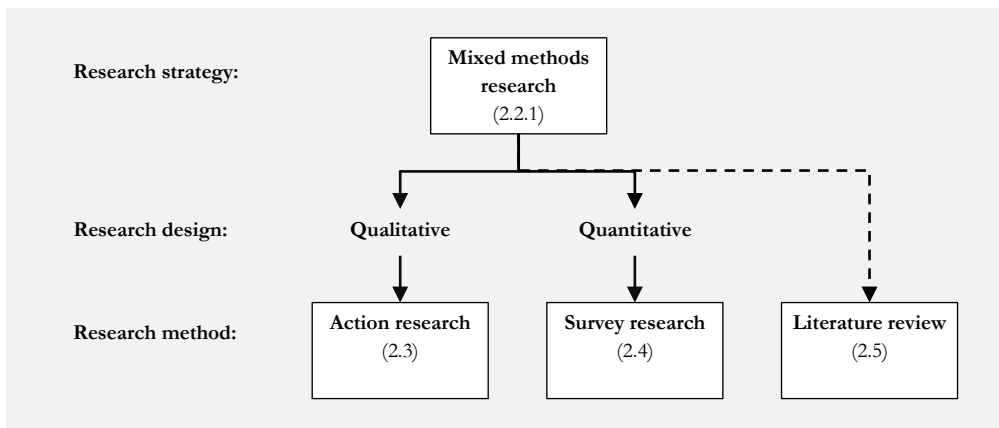 Research strategy:
Mixed methods
research
(2.2.1)
Research design:
Qualitative
Quantitative
Research method:
Action research
(2.3)
Survey research
(2.4)
Literature review
(2.5)